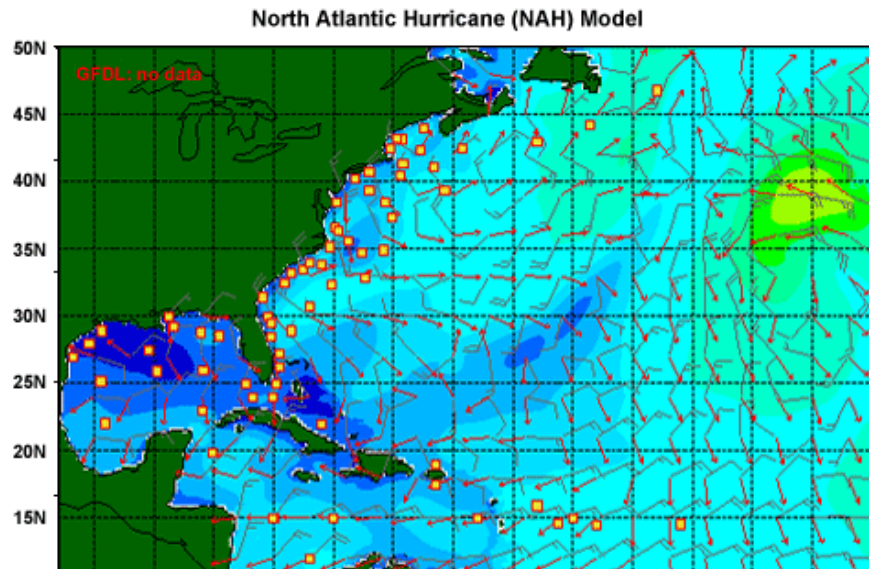 North Atlantic Hurricane (NAH) Model
50N
GFDL: no data
45N
40N
35N
30N
25N
20N
15N